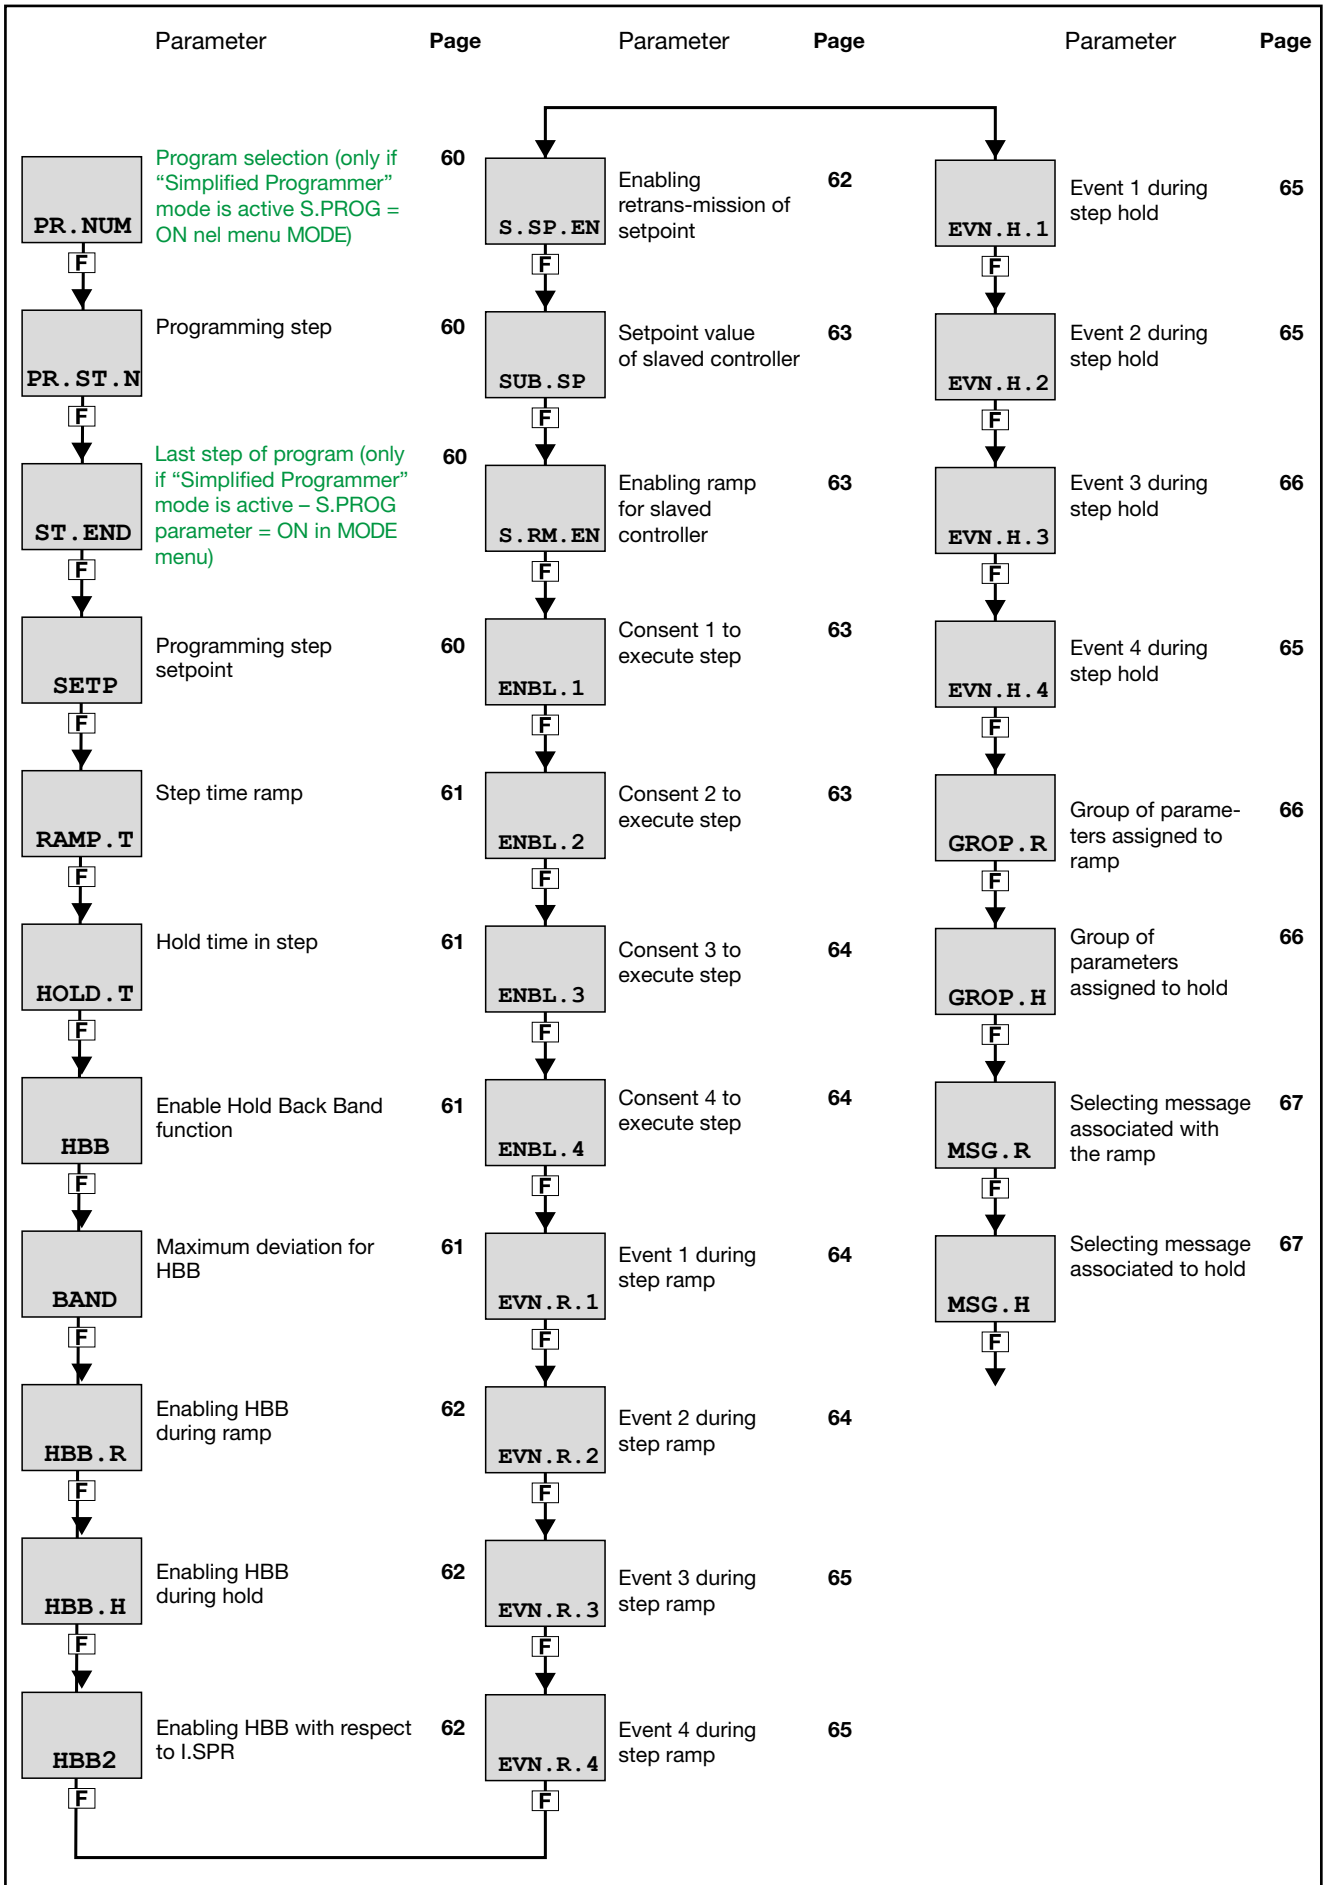 Parameter Page Parameter Page Parameter Page
PR.NUM
F
Program selection (only if
“Simplified Programmer”
mode is active S.PROG =
ON nel menu MODE)
60
PR.ST.N
F
Programming step
60
ST.END
F
Last step of program (only
if “Simplified Programmer”
mode is active – S.PROG
parameter = ON in MODE
menu)
60
SETP
F
Programming step
setpoint
60
RAMP.T
F
Step time ramp
61
HOLD.T
F
Hold time in step
61
HBB
F
Enable Hold Back Band
function
61
BAND
F
Maximum deviation for
HBB
61
HBB.R
F
Enabling HBB
during ramp
62
HBB.H
F
Enabling HBB
during hold
62
HBB2
F
Enabling HBB with respect
to I.SPR
62
S.SP.EN
F
Enabling
retrans-mission of
setpoint
62
SUB.SP
F
Setpoint value
of slaved controller
63
S.RM.EN
F
Enabling ramp
for slaved
controller
63
ENBL.1
F
Consent 1 to
execute step
63
ENBL.2
F
Consent 2 to
execute step
63
ENBL.3
F
Consent 3 to
execute step
64
ENBL.4
F
Consent 4 to
execute step
64
EVN.R.1
F
Event 1 during
step ramp
64
EVN.R.2
F
Event 2 during
step ramp
64
EVN.R.3
F
Event 3 during
step ramp
65
EVN.R.4
F
Event 4 during
step ramp
65
EVN.H.1
F
Event 1 during
step hold
65
EVN.H.2
F
Event 2 during
step hold
65
EVN.H.3
F
Event 3 during
step hold
66
EVN.H.4
F
Event 4 during
step hold
65
GROP.R
F
Group of parame-
ters assigned to
ramp
66
GROP.H
F
Group of
parameters
assigned to hold
66
MSG.R
F
Selecting message
associated with
the ramp
67
MSG.H
F
Selecting message
associated to hold
67